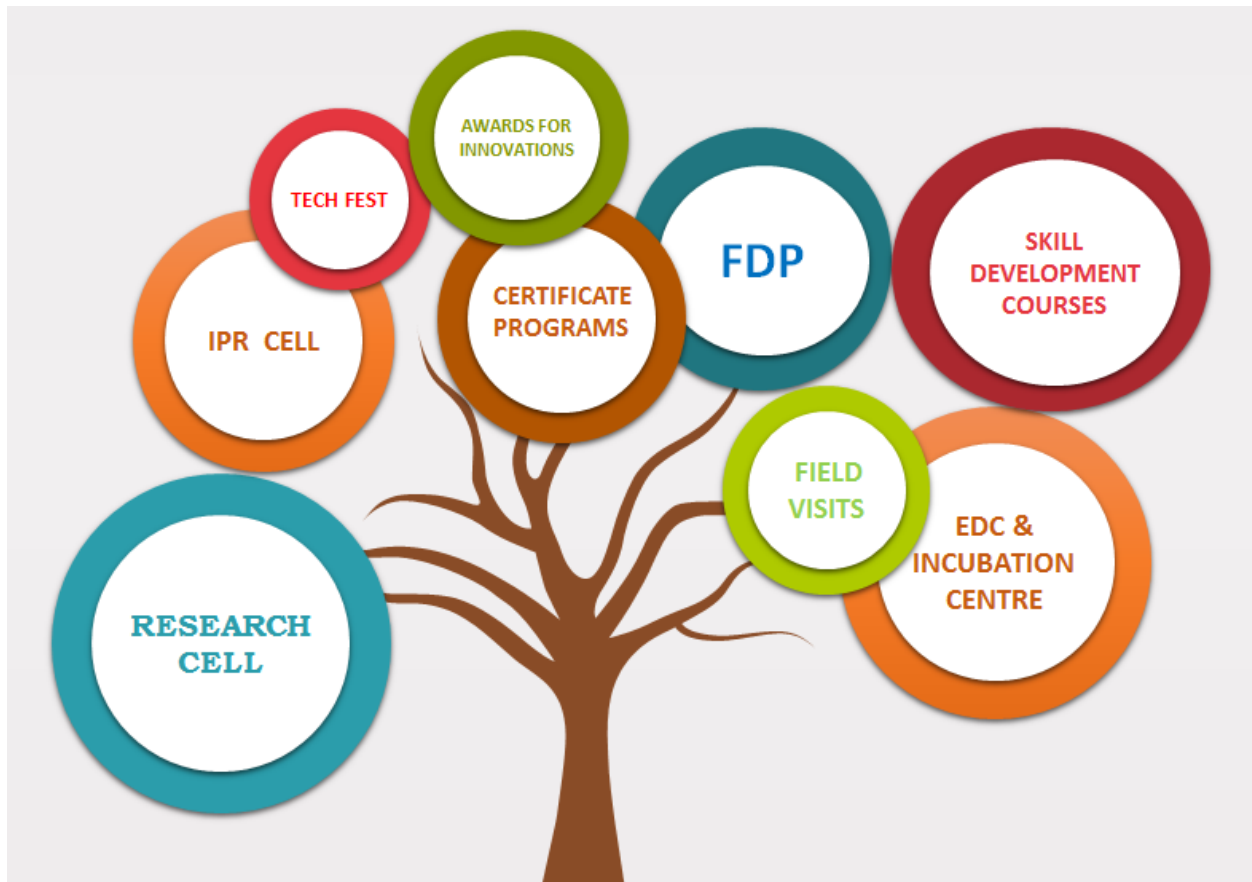 AWARDS FOR
INNOVATIONS
TECH FEST
IPR CELL
CERTIFICATE
PROGRAMS
FDP
SKILL
DEVELOPMENT
COURSES
FIELD
VISITS
EDC &
INCUBATION
CENTRE
RESEARCH
CELL